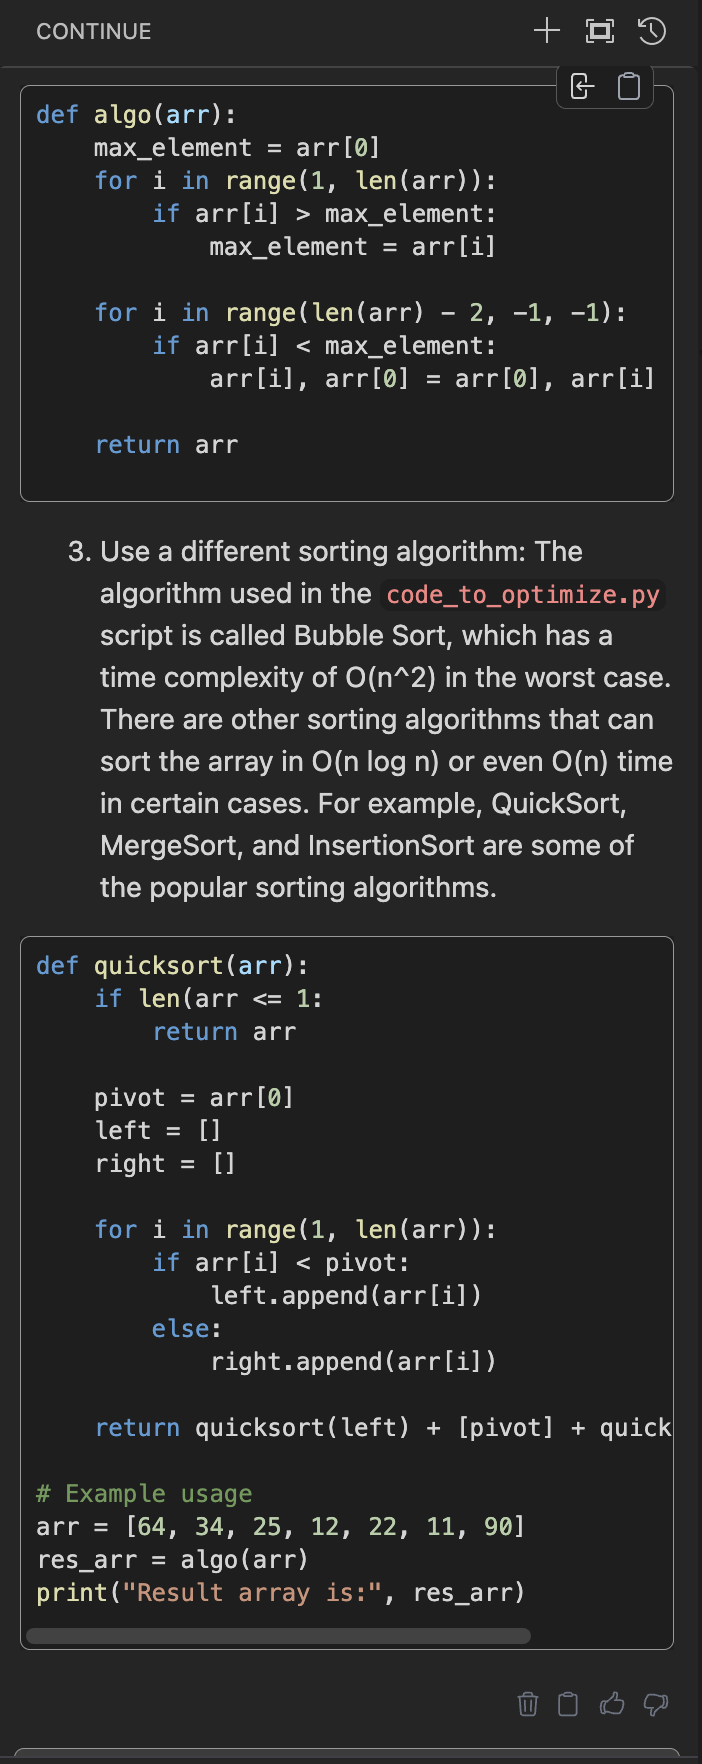 CONTINUE
def algo(arr):
    max_element = arr[0]
    for i in range(1, len(arr)):
        if arr[i] > max_element:
            max_element = arr[i]

    for i in range(len(arr) - 2, -1, -1):
        if arr[i] < max_element:
            arr[i], arr[0] = arr[0], arr[i]

    return arr

3. Use a different sorting algorithm: The
algorithm used in the code_to_optimize.py
script is called Bubble Sort, which has a
time complexity of O(n^2) in the worst case.
There are other sorting algorithms that can
sort the array in O(n log n) or even O(n) time
in certain cases. For example, QuickSort,
MergeSort, and InsertionSort are some of
the popular sorting algorithms.

def quicksort(arr):
    if len(arr <= 1:
        return arr

    pivot = arr[0]
    left = []
    right = []

    for i in range(1, len(arr)):
        if arr[i] < pivot:
            left.append(arr[i])
        else:
            right.append(arr[i])

    return quicksort(left) + [pivot] + quick

# Example usage
arr = [64, 34, 25, 12, 22, 11, 90]
res_arr = algo(arr)
print("Result array is:", res_arr)